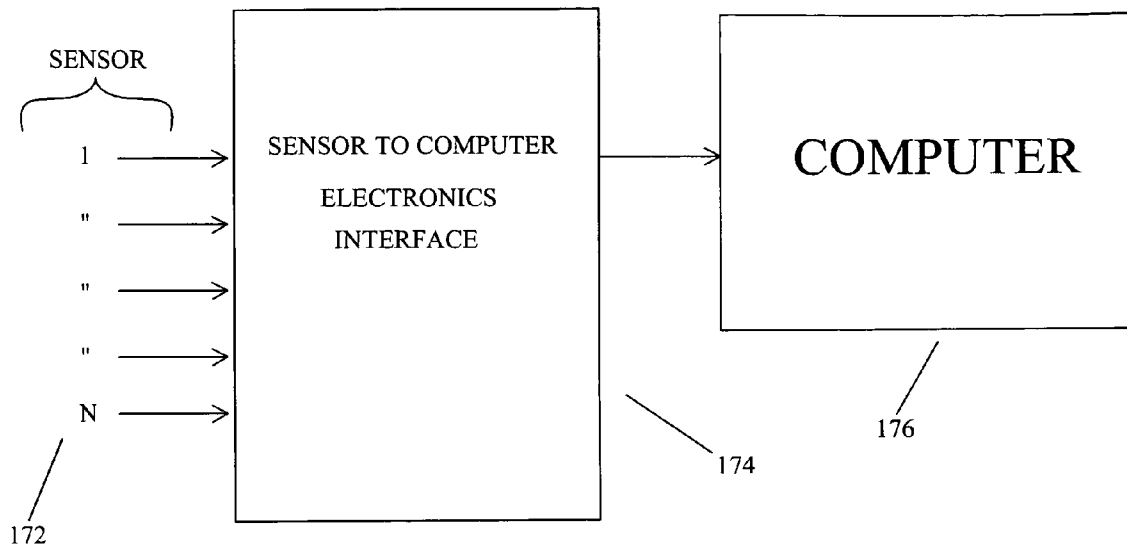 SENSOR
1
"
"
"
N
172
SENSOR TO COMPUTER
ELECTRONICS
INTERFACE
174
COMPUTER
176